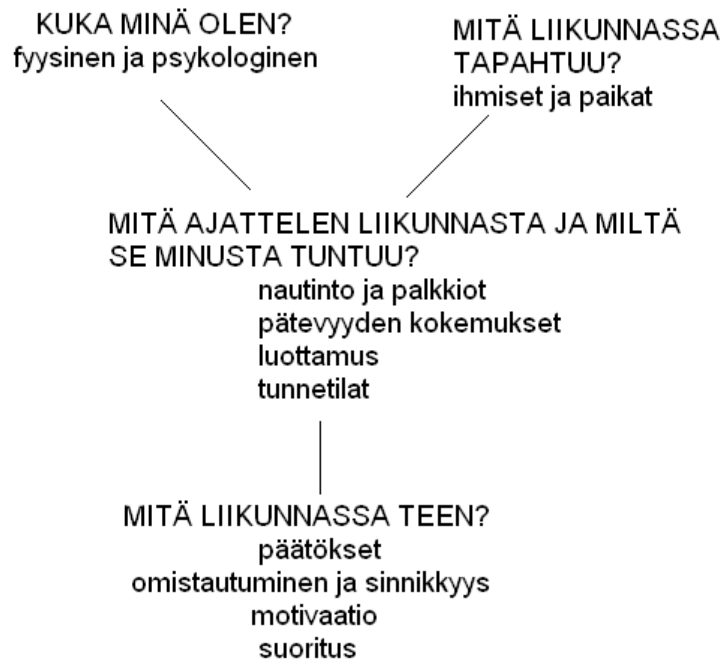 KUKA MINÄ OLEN?
fyysinen ja psykologinen
MITÄ LIIKUNNASSA
TAPAHTUU?
ihmiset ja paikat
MITÄ AJATTELEN LIIKUNNASTA JA MILTÄ
SE MINUSTA TUNTUU?
nautinto ja palkkiot
pätevyyden kokemukset
luottamus
tunnetilat
MITÄ LIIKUNNASSA TEEN?
päätökset
omistautuminen ja sinnikkyys
motivaatio
suoritus